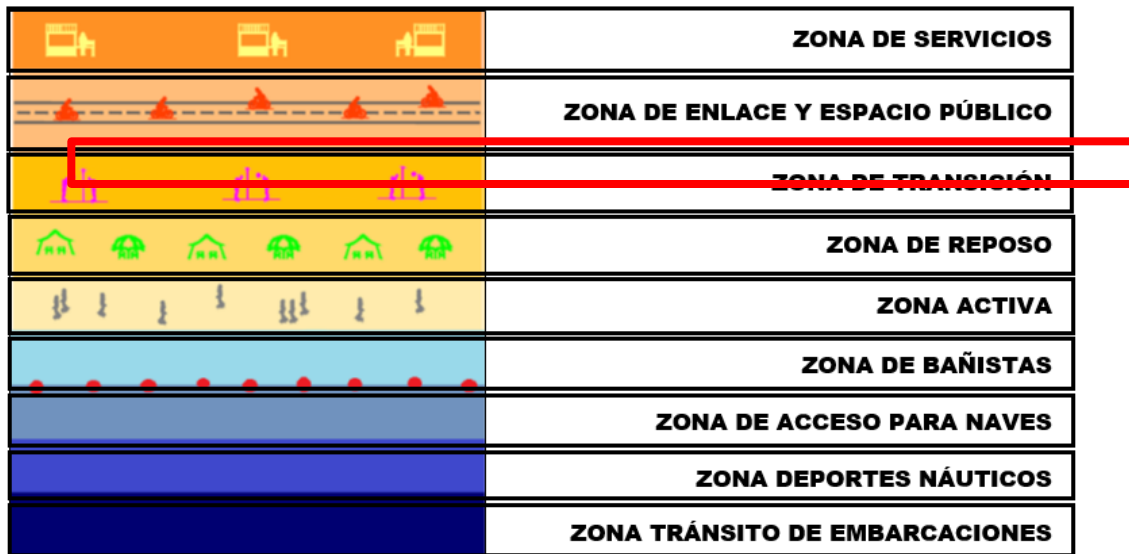 ZONA DE SERVICIOS
ZONA DE ENLACE Y ESPACIO PÚBLICO
ZONA DE TRANSICIÓN
ZONA DE REPOSO
ZONA ACTIVA
ZONA DE BAÑISTAS
ZONA DE ACCESO PARA NAVES
ZONA DEPORTES NÁUTICOS
ZONA TRÁNSITO DE EMBARCACIONES